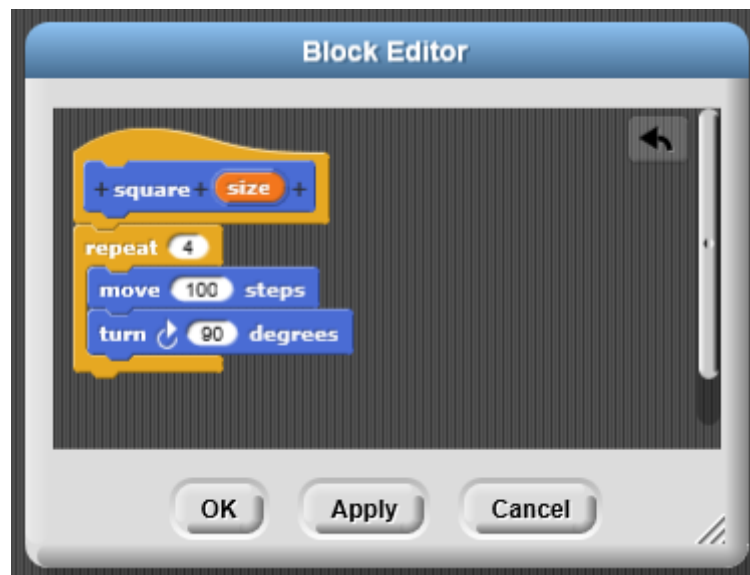 Block Editor
+ square + size +
repeat 4
move 100 steps
turn 90 degrees
OK Apply Cancel